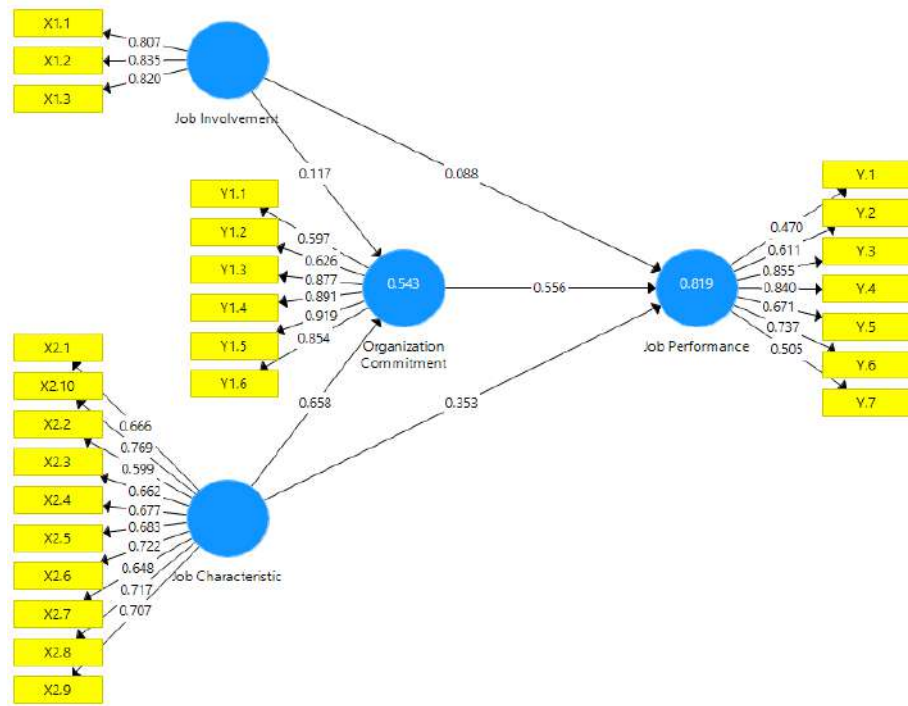 X1.1
X1.2
X1.3
0.807
0.835
0.820
Job Involvement
0.117
0.088
Y1.1
Y1.2
Y1.3
Y1.4
Y1.5
Y1.6
0.597
0.626
0.877
0.891
0.919
0.854
0.543
Organization
Commitment
0.556
0.819
Job Performance
Y.1
Y.2
Y.3
Y.4
Y.5
Y.6
Y.7
0.470
0.611
0.855
0.840
0.671
0.737
0.505
0.658
0.353
X2.1
X2.10
X2.2
X2.3
X2.4
X2.5
X2.6
X2.7
X2.8
X2.9
0.666
0.769
0.599
0.662
0.677
0.683
0.722
0.648
0.717
0.707
Job Characteristic